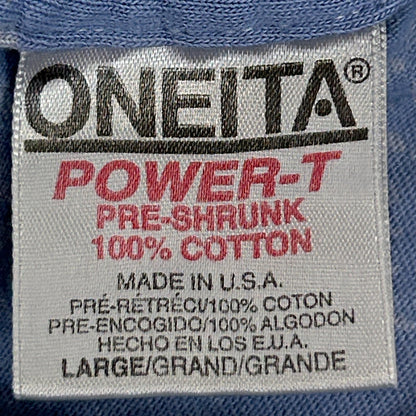 ONEITA®
POWER-T
PRE-SHRUNK
100% COTTON
MADE IN U.S.A.
PRÉ-RÉTRÉCI/100% COTON
PRE-ENCOGIDO/100% ALGODON
HECHO EN LOS E.U.A.
LARGE/GRAND/GRANDE